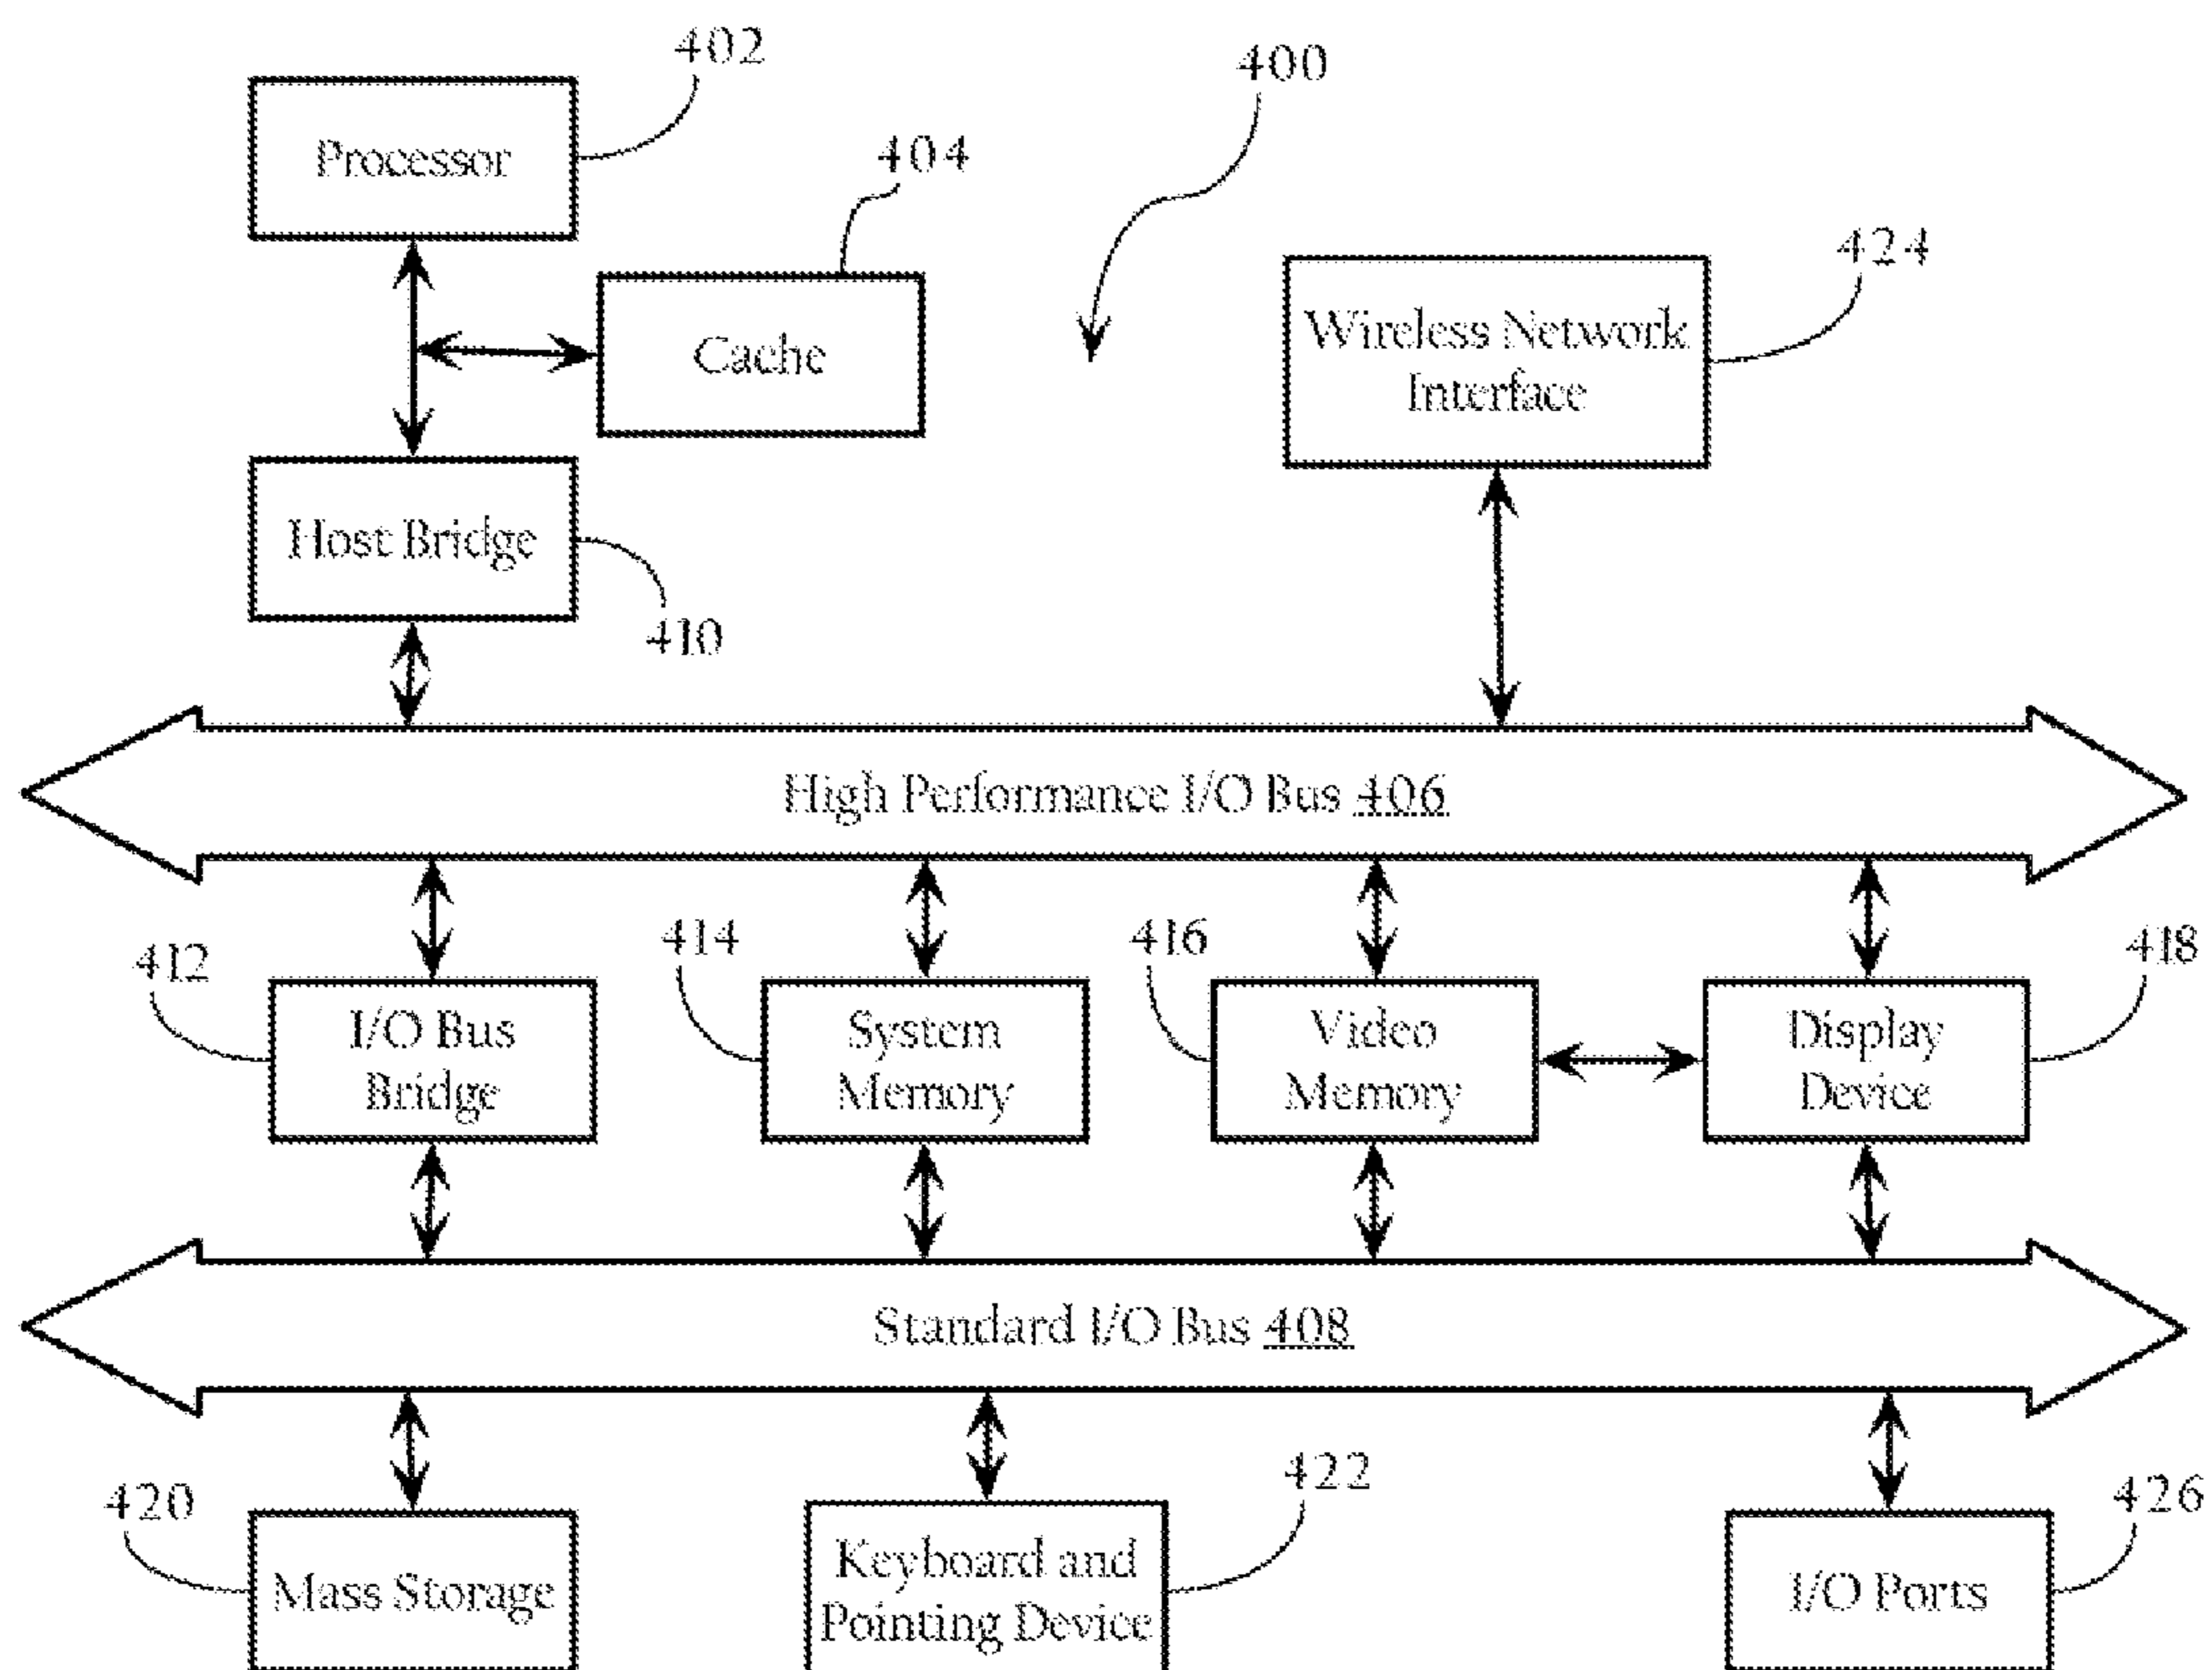 402
400
Processor
404
424
Wireless Network
Interface
Cache
Host Bridge
410
High Performance I/O Bus 406
412
414
416
418
I/O Bus
Bridge
System
Memory
Video
Memory
Display
Device
Standard I/O Bus 408
420
422
426
Mass Storage
Keyboard and
Pointing Device
I/O Ports